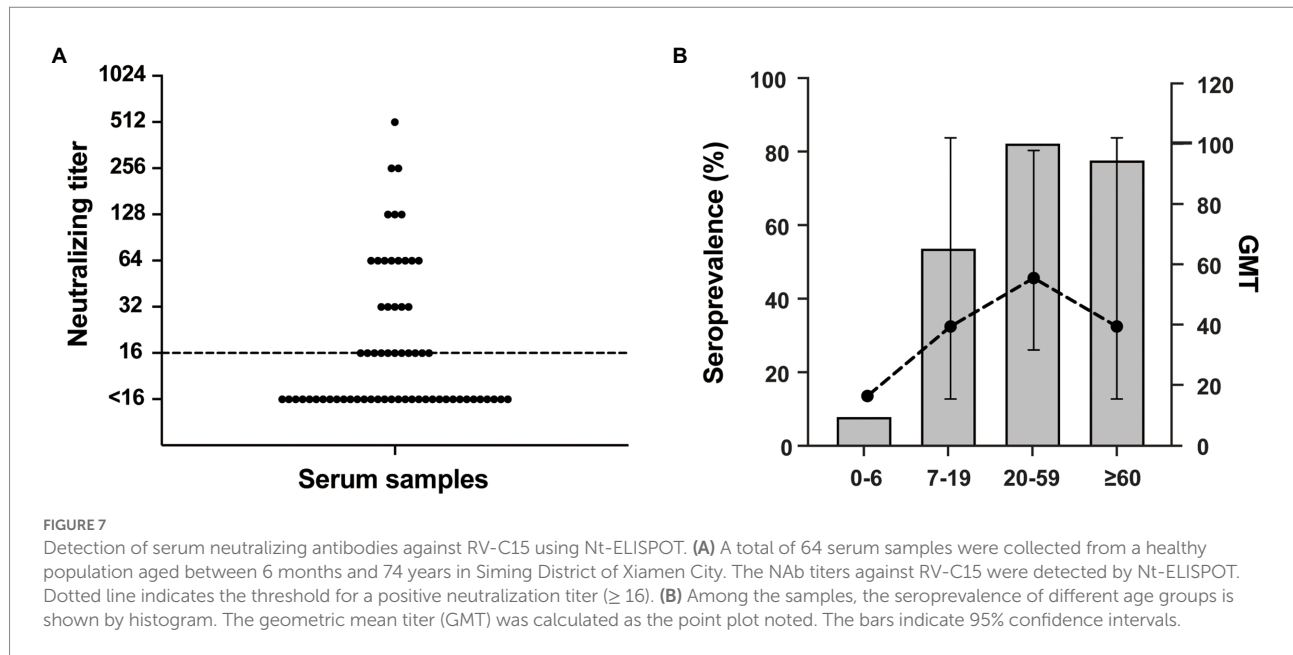 A
1024
512
256
128
64
32
16
<16
Neutralizing titer
Serum samples
B
100
80
60
40
20
0
Seroprevalence (%)
120
100
80
60
40
20
0
GMT
0-6 7-19 20-59 ≥60
FIGURE 7
Detection of serum neutralizing antibodies against RV-C15 using Nt-ELISPOT. (A) A total of 64 serum samples were collected from a healthy
population aged between 6 months and 74 years in Siming District of Xiamen City. The NAb titers against RV-C15 were detected by Nt-ELISPOT.
Dotted line indicates the threshold for a positive neutralization titer (≥ 16). (B) Among the samples, the seroprevalence of different age groups is
shown by histogram. The geometric mean titer (GMT) was calculated as the point plot noted. The bars indicate 95% confidence intervals.